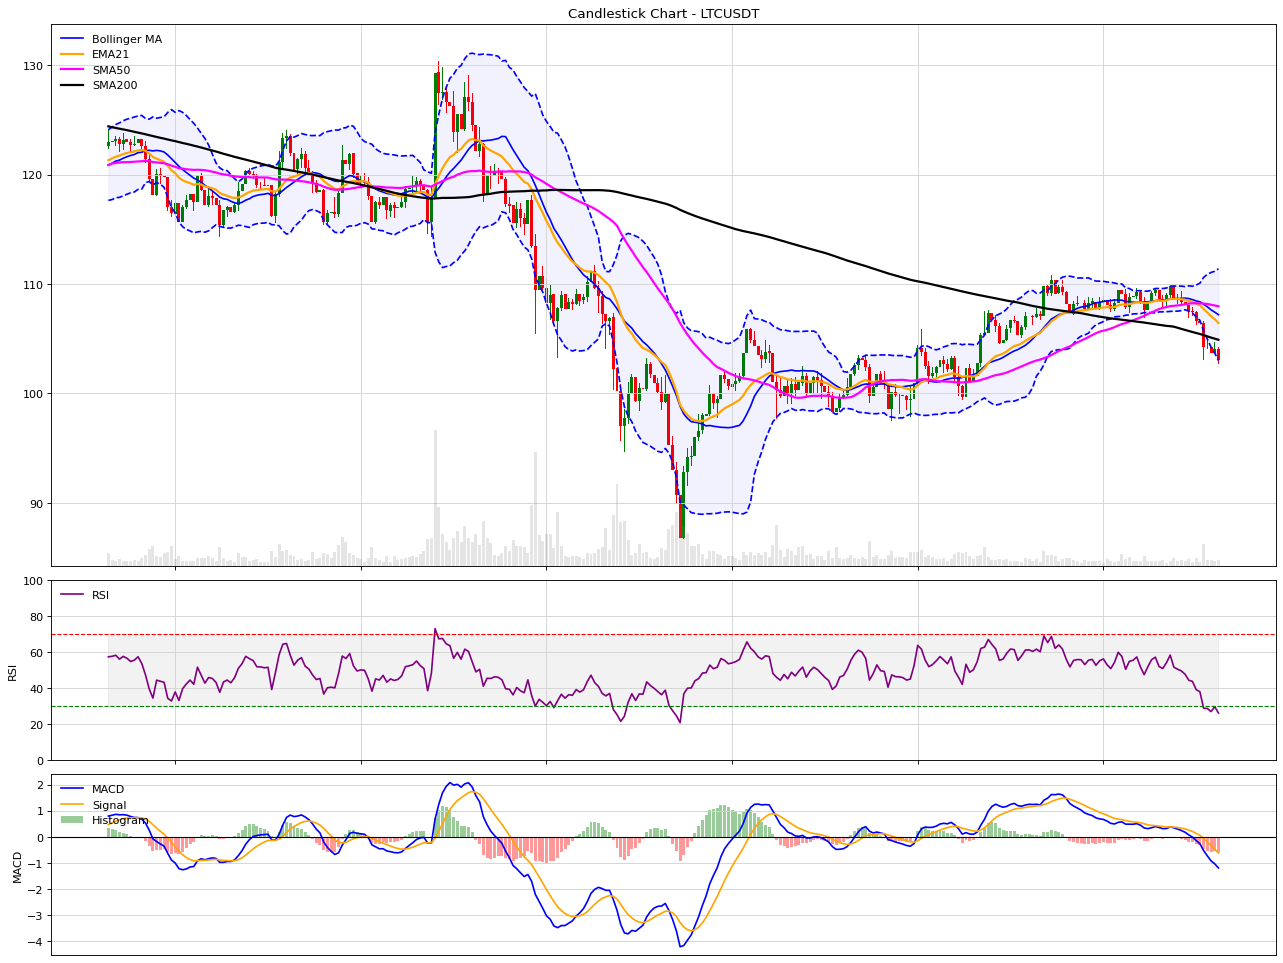 Candlestick Chart - LTCUSDT
Bollinger MA
EMA21
SMA50
SMA200
130
120
110
100
90
RSI
100
80
60
40
20
0
RSI
MACD
Signal
Histogram
2
1
0
−1
−2
−3
−4
MACD